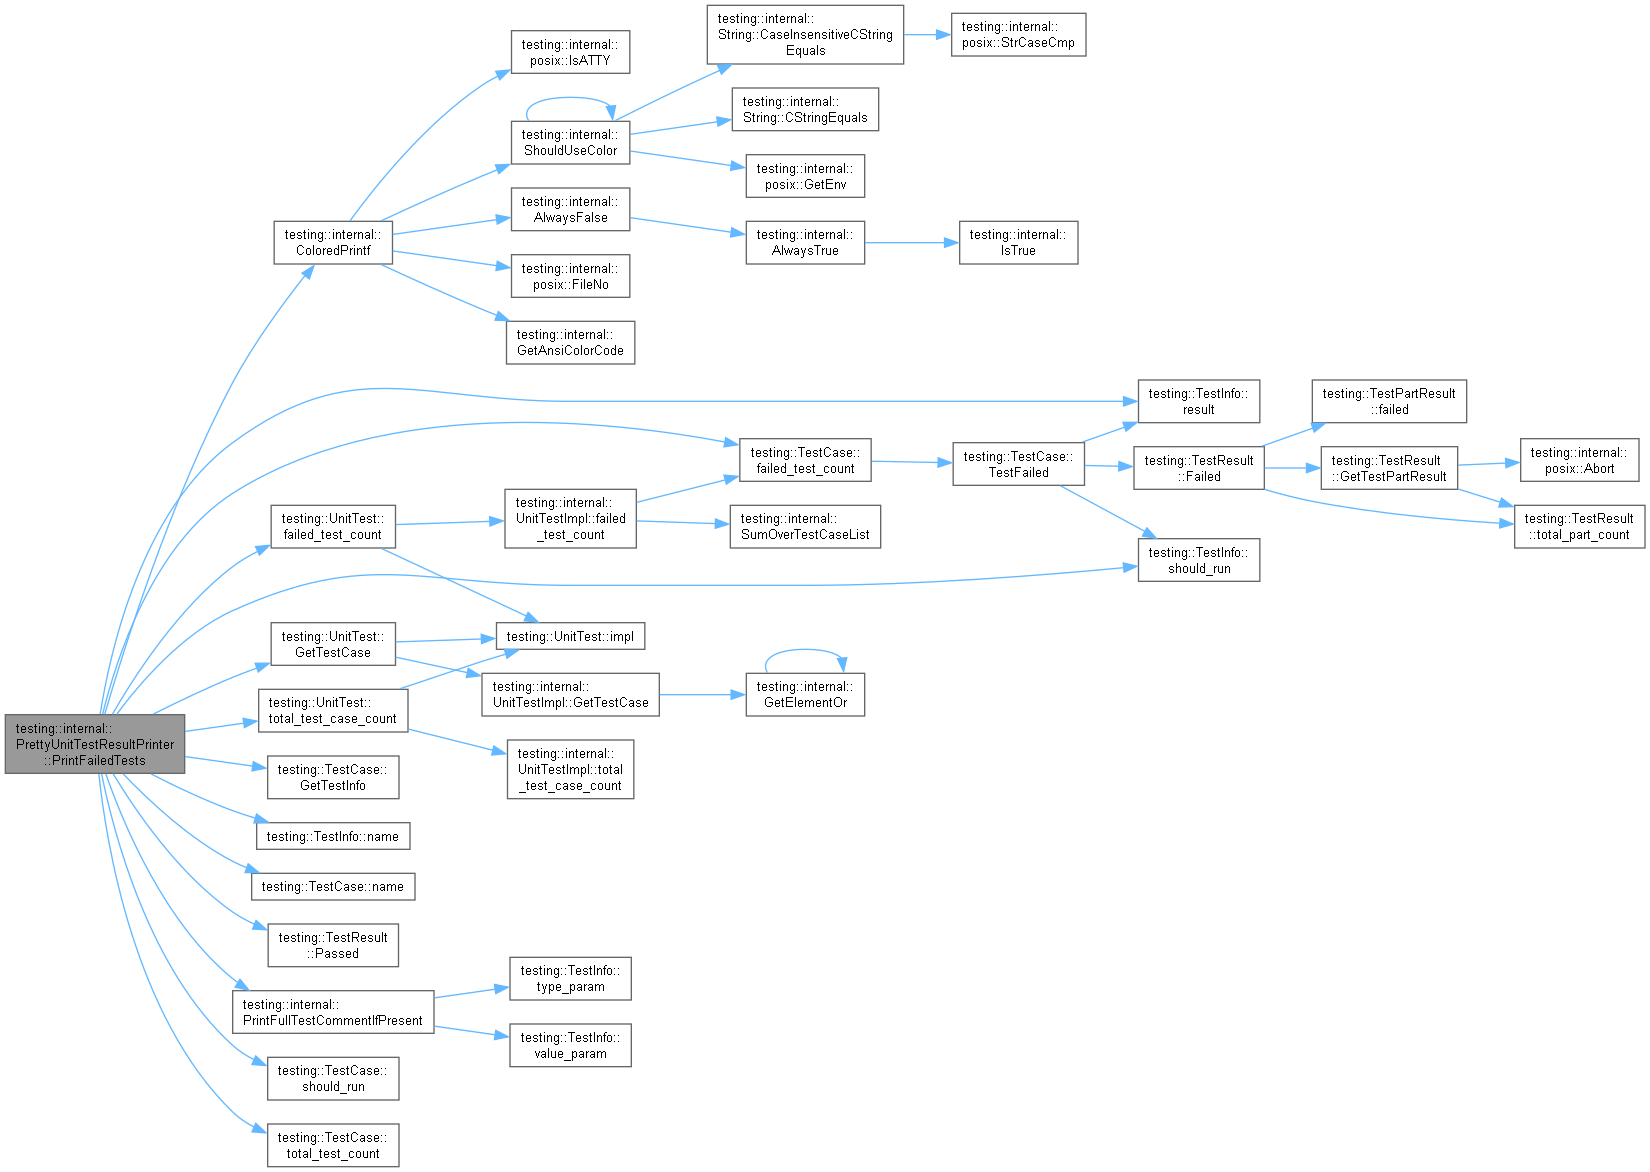 testing::internal::
PrettyUnitTestResultPrinter
::PrintFailedTests
testing::internal::
ColoredPrintf
testing::internal::
posix::IsATTY
testing::internal::
ShouldUseColor
testing::internal::
String::CaseInsensitiveCString
Equals
testing::internal::
posix::StrCaseCmp
testing::internal::
String::CStringEquals
testing::internal::
posix::GetEnv
testing::internal::
AlwaysFalse
testing::internal::
AlwaysTrue
testing::internal::
IsTrue
testing::internal::
posix::FileNo
testing::internal::
GetAnsiColorCode
testing::TestInfo::
result
testing::TestCase::
failed_test_count
testing::TestCase::
TestFailed
testing::TestResult
::Failed
testing::TestPartResult
::failed
testing::TestResult
::GetTestPartResult
testing::internal::
posix::Abort
testing::TestResult
::total_part_count
testing::TestInfo::
should_run
testing::UnitTest::
failed_test_count
testing::internal::
UnitTestImpl::failed
_test_count
testing::internal::
SumOverTestCaseList
testing::UnitTest::impl
testing::UnitTest::
GetTestCase
testing::internal::
UnitTestImpl::GetTestCase
testing::internal::
GetElementOr
testing::UnitTest::
total_test_case_count
testing::internal::
UnitTestImpl::total
_test_case_count
testing::TestCase::
GetTestInfo
testing::TestInfo::name
testing::TestCase::name
testing::TestResult
::Passed
testing::internal::
PrintFullTestCommentIfPresent
testing::TestInfo::
type_param
testing::TestInfo::
value_param
testing::TestCase::
should_run
testing::TestCase::
total_test_count